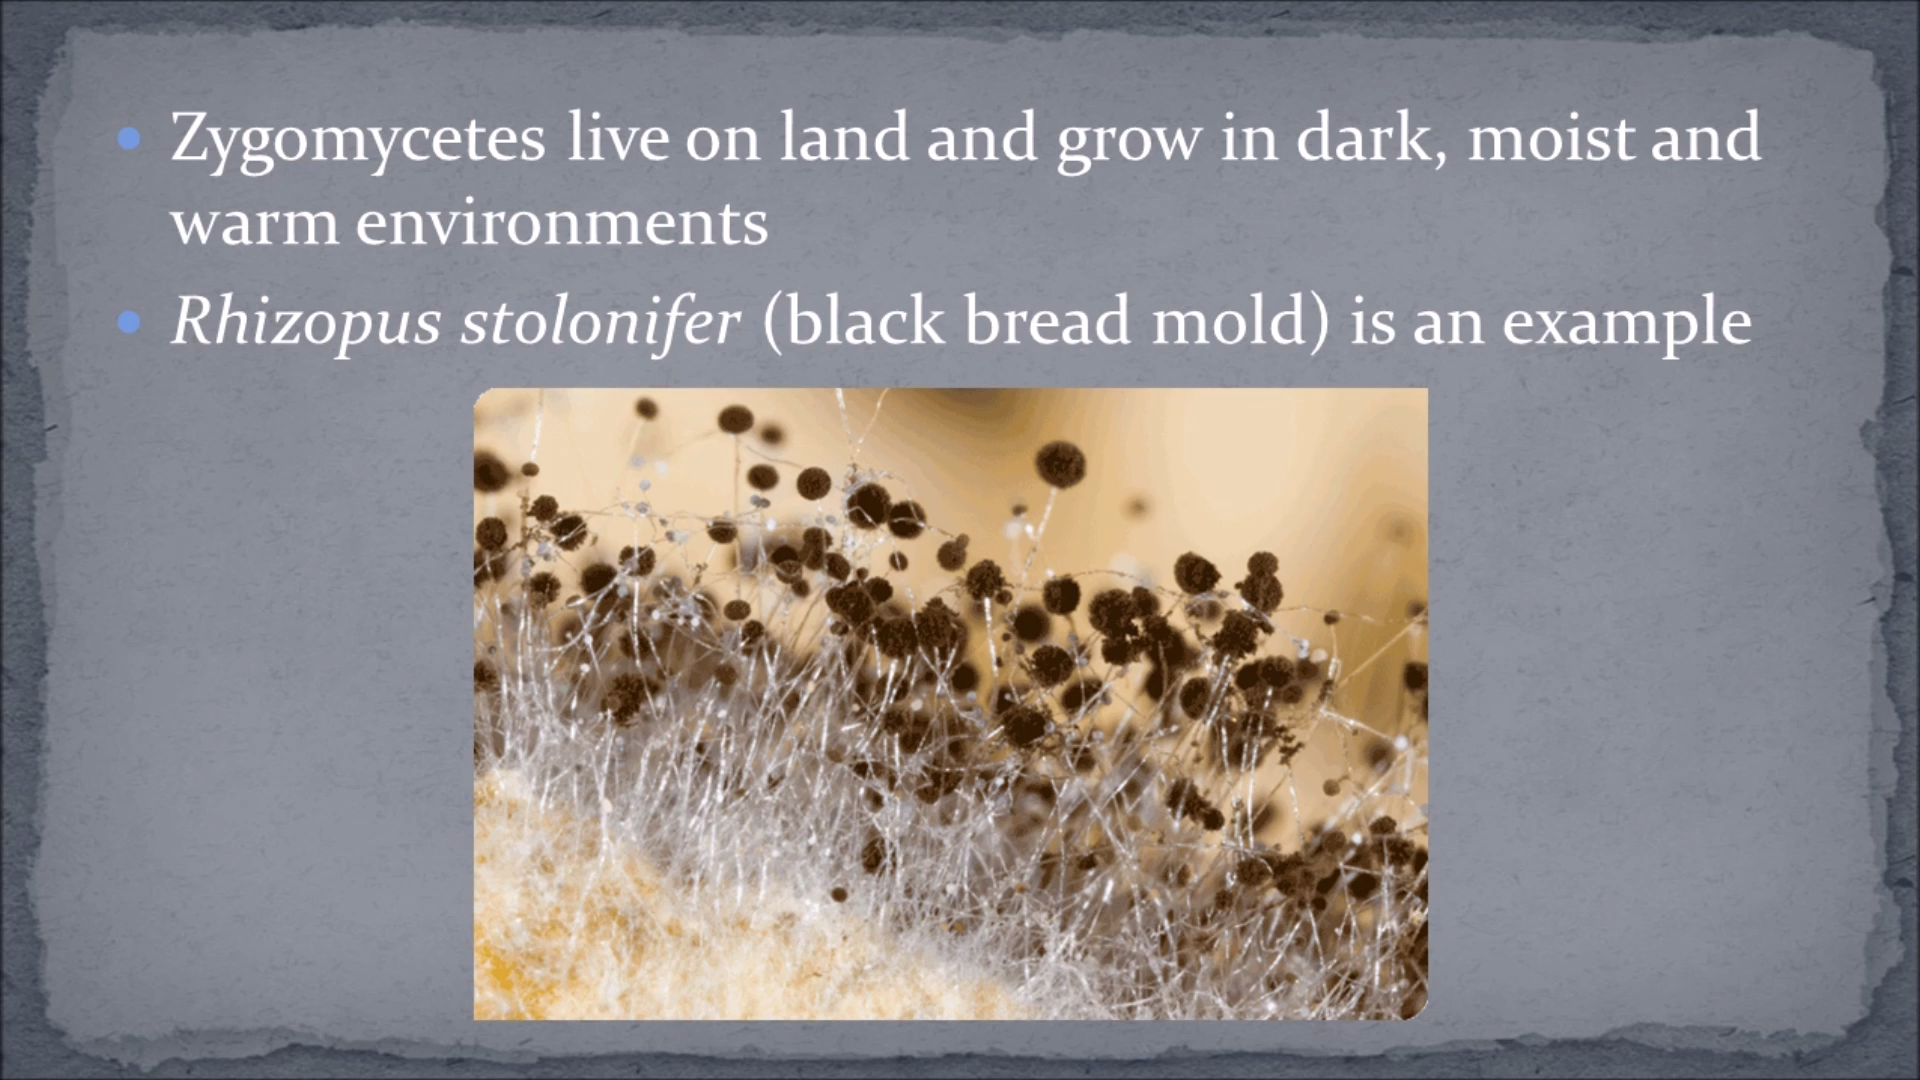 • Zygomycetes live on land and grow in dark, moist and
warm environments
• Rhizopus stolonifer (black bread mold) is an example